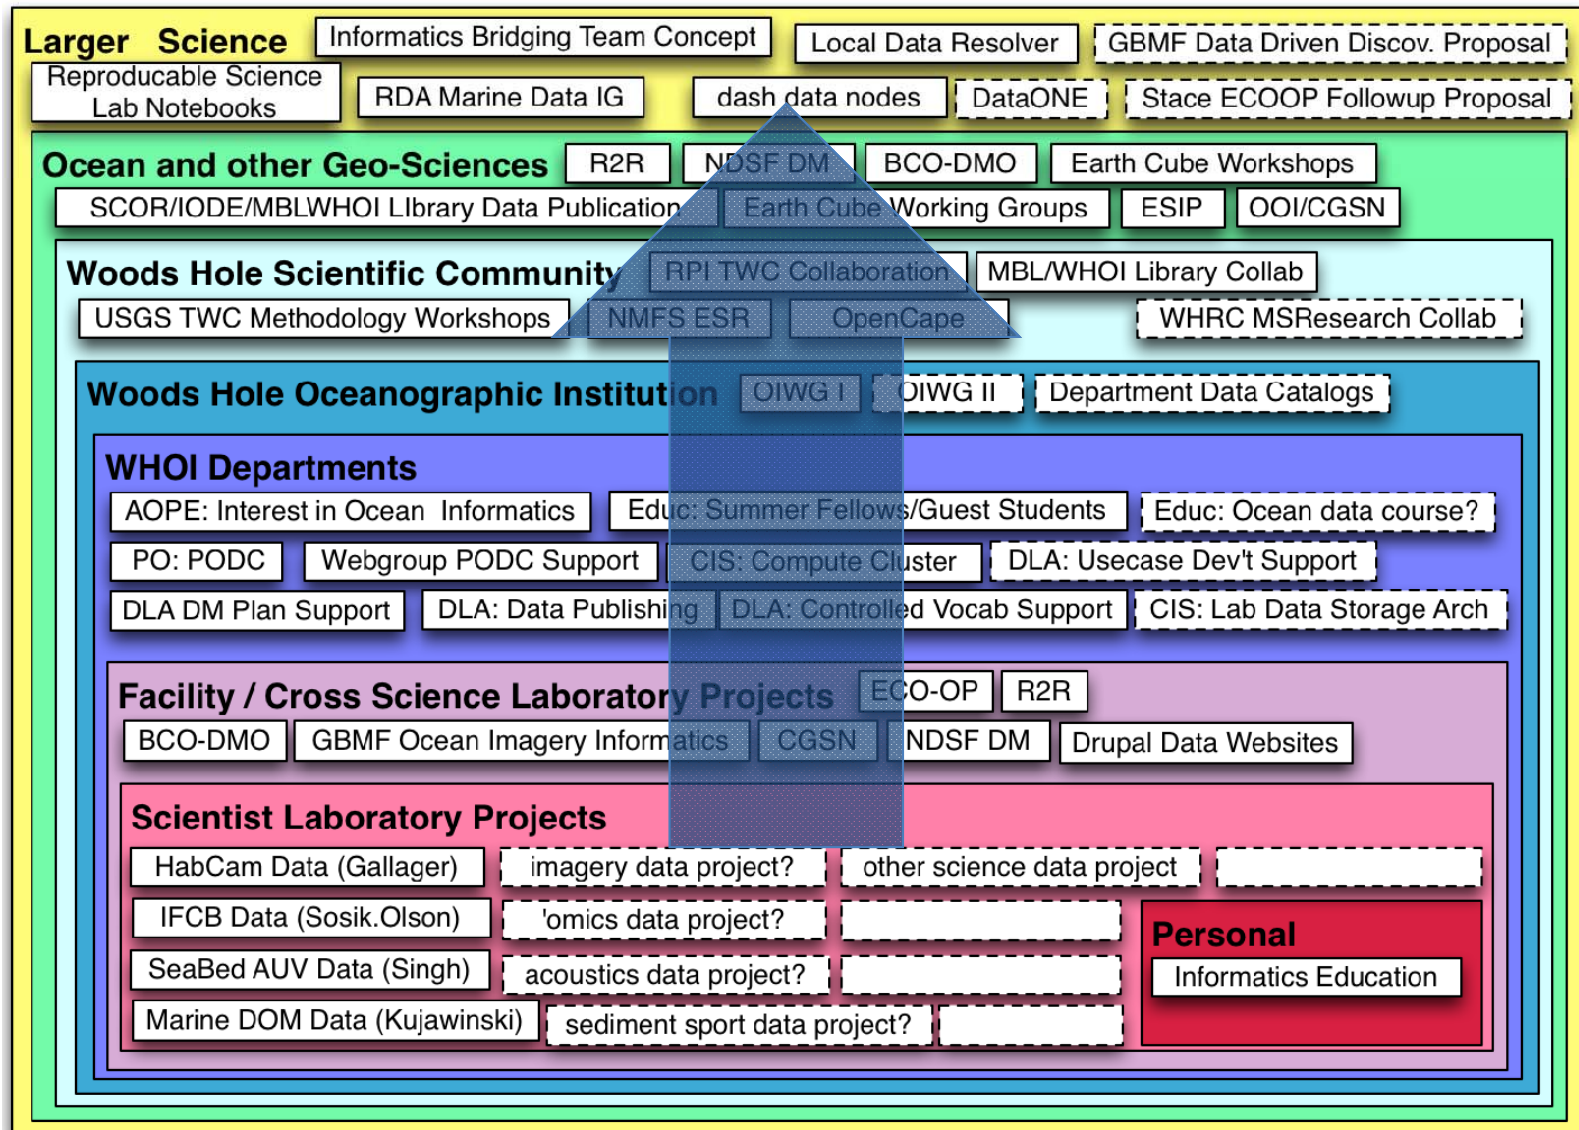 Larger Science
Informatics Bridging Team Concept
Local Data Resolver
GBMF Data Driven Discov. Proposal
Reproducable Science
Lab Notebooks
RDA Marine Data IG
dash data nodes
DataONE
Stace ECOOP Followup Proposal
Ocean and other Geo-Sciences
R2R
NDSF DM
BCO-DMO
Earth Cube Workshops
SCOR/IODE/MBLWHOI LIbrary Data Publication
Earth Cube Working Groups
ESIP
OOI/CGSN
Woods Hole Scientific Community
RPI TWC Collaboration
MBL/WHOI Library Collab
USGS TWC Methodology Workshops
NMFS ESR
OpenCape
WHRC MSResearch Collab
Woods Hole Oceanographic Institution
OIWG I
OIWG II
Department Data Catalogs
WHOI Departments
AOPE: Interest in Ocean Informatics
Educ: Summer Fellows/Guest Students
Educ: Ocean data course?
PO: PODC
Webgroup PODC Support
CIS: Compute Cluster
DLA: Usecase Dev't Support
DLA DM Plan Support
DLA: Data Publishing
DLA: Controlled Vocab Support
CIS: Lab Data Storage Arch
Facility / Cross Science Laboratory Projects
ECO-OP
R2R
BCO-DMO
GBMF Ocean Imagery Informatics
CGSN
NDSF DM
Drupal Data Websites
Scientist Laboratory Projects
HabCam Data (Gallager)
imagery data project?
other science data project
IFCB Data (Sosik.Olson)
'omics data project?
Personal
SeaBed AUV Data (Singh)
acoustics data project?
Informatics Education
Marine DOM Data (Kujawinski)
sediment sport data project?